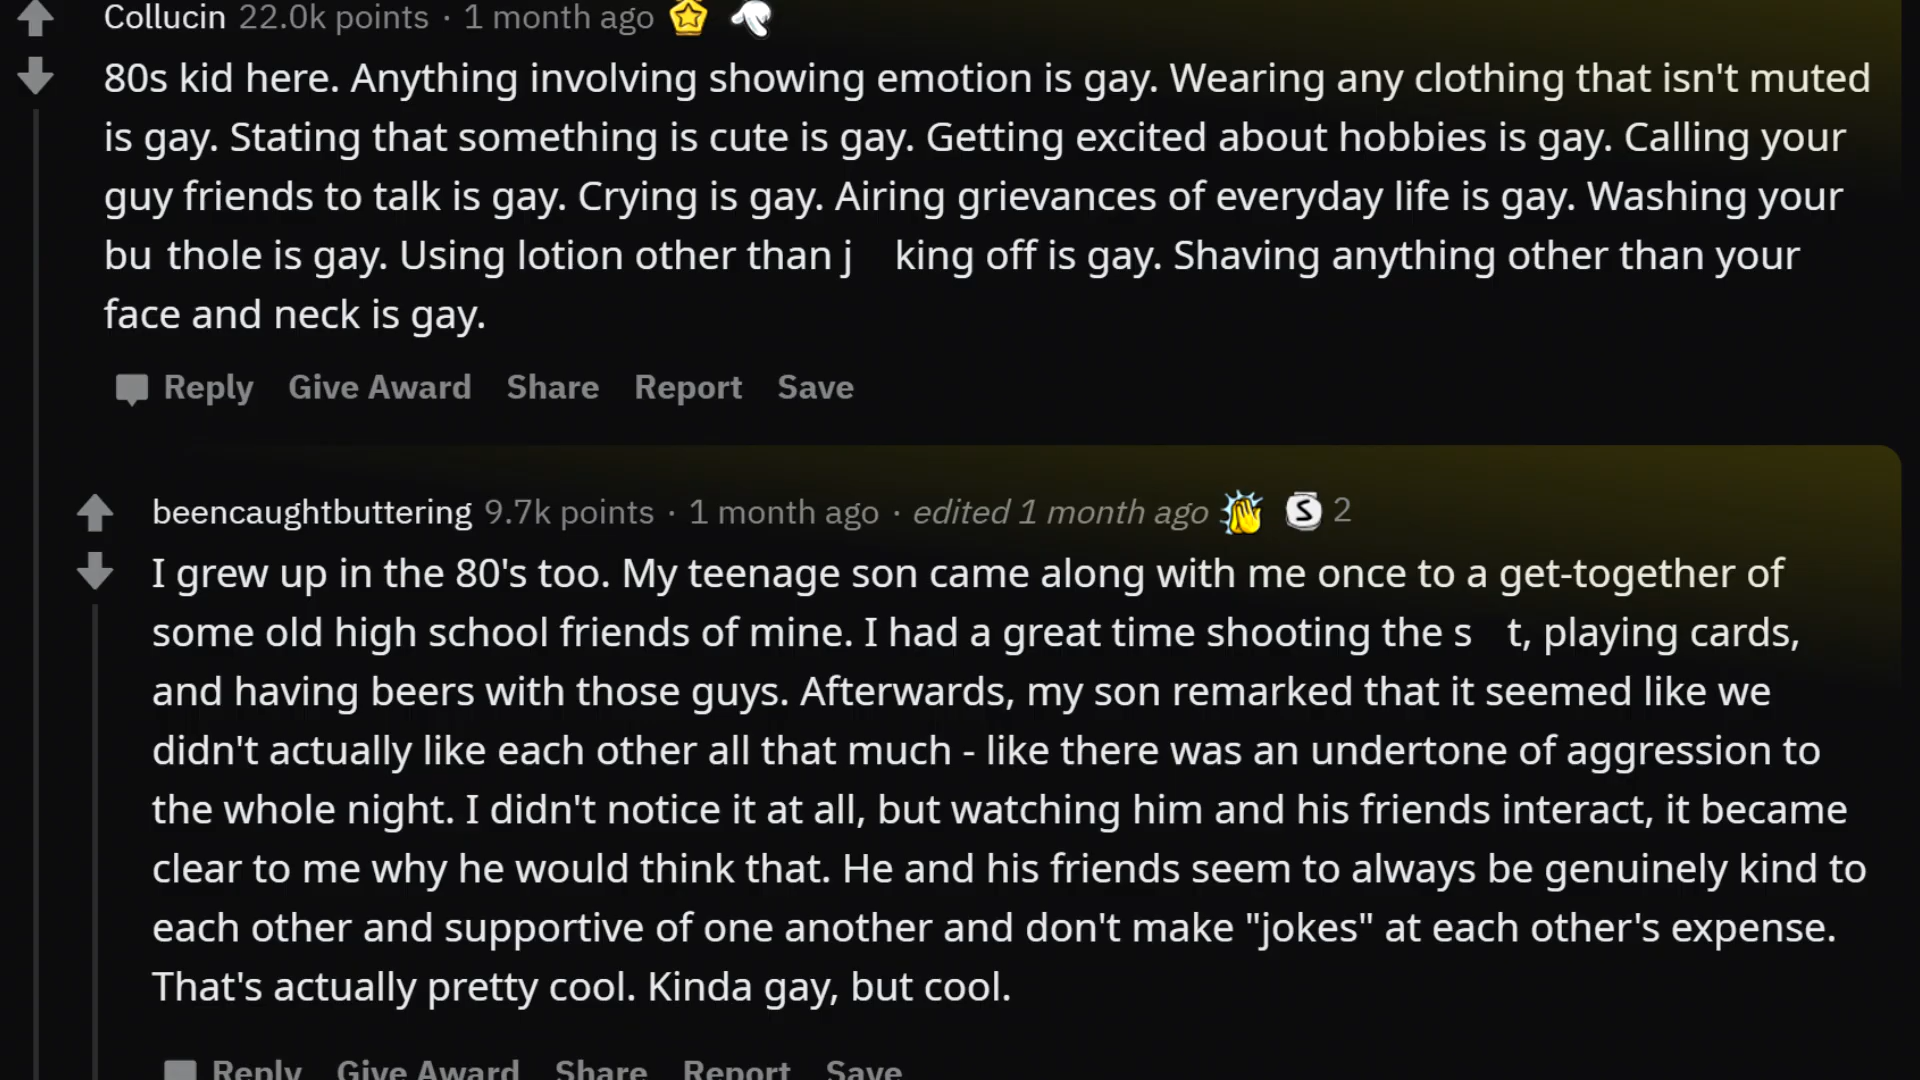 Collucin 22.0k points · 1 month ago
80s kid here. Anything involving showing emotion is gay. Wearing any clothing that isn't muted
is gay. Stating that something is cute is gay. Getting excited about hobbies is gay. Calling your
guy friends to talk is gay. Crying is gay. Airing grievances of everyday life is gay. Washing your
bu thole is gay. Using lotion other than j king off is gay. Shaving anything other than your
face and neck is gay.
Reply Give Award Share Report Save
beencaughtbuttering 9.7k points · 1 month ago · edited 1 month ago S 2
I grew up in the 80's too. My teenage son came along with me once to a get-together of
some old high school friends of mine. I had a great time shooting the s t, playing cards,
and having beers with those guys. Afterwards, my son remarked that it seemed like we
didn't actually like each other all that much - like there was an undertone of aggression to
the whole night. I didn't notice it at all, but watching him and his friends interact, it became
clear to me why he would think that. He and his friends seem to always be genuinely kind to
each other and supportive of one another and don't make "jokes" at each other's expense.
That's actually pretty cool. Kinda gay, but cool.
Reply Give Award Share Report Save